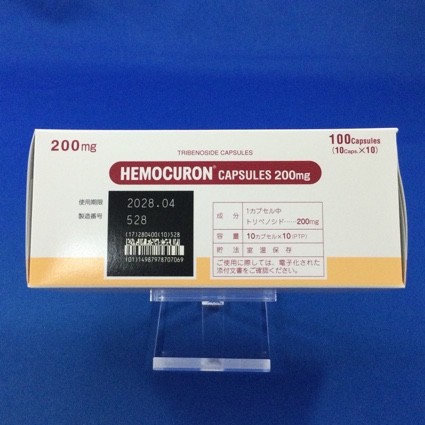 200mg
TRIBENOSIDE CAPSULES
100Capsules
(10Caps.×10)
HEMOCURON® CAPSULES 200mg
使用期限 2028.04
製造番号 528
(17)280400(10)528
(01)14987978707069
成分 1カプセル中
トリベノシド……200mg
容量 10カプセル×10(PTP)
貯法 室温保存
ご使用に際しては、電子化された
添付文書をご確認ください。